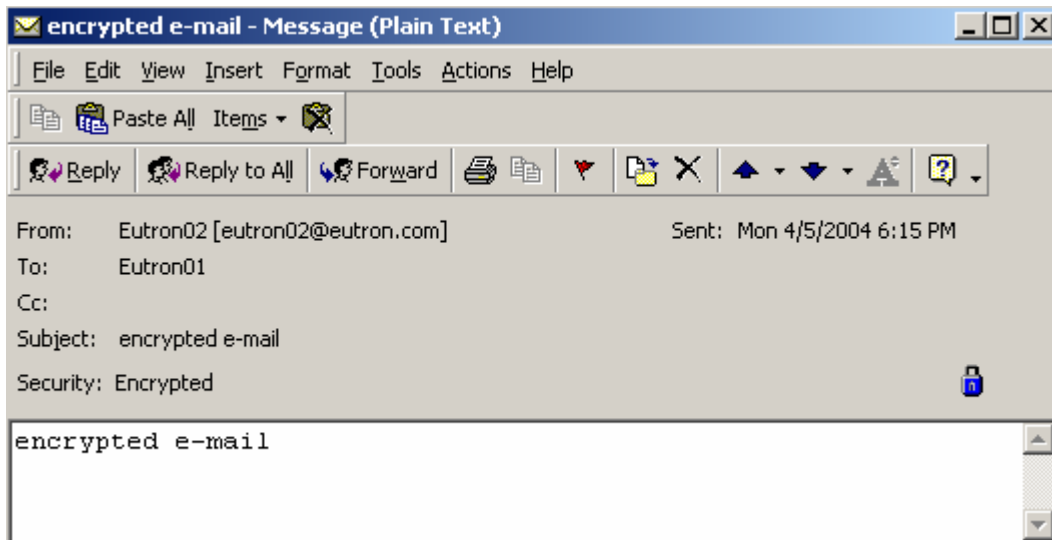 encrypted e-mail - Message (Plain Text)
File Edit View Insert Format Tools Actions Help
Paste All Items
Reply Reply to All Forward
From: Eutron02 [eutron02@eutron.com] Sent: Mon 4/5/2004 6:15 PM
To: Eutron01
Cc:
Subject: encrypted e-mail
Security: Encrypted
encrypted e-mail